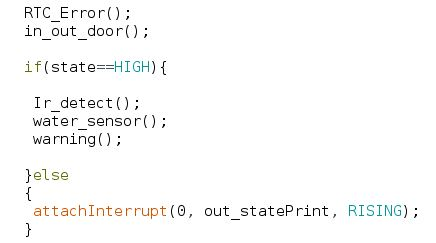 RTC_Error();
in_out_door();
if(state==HIGH){
Ir_detect();
water_sensor();
warning();
}else
{
attachInterrupt(0, out_statePrint, RISING);
}